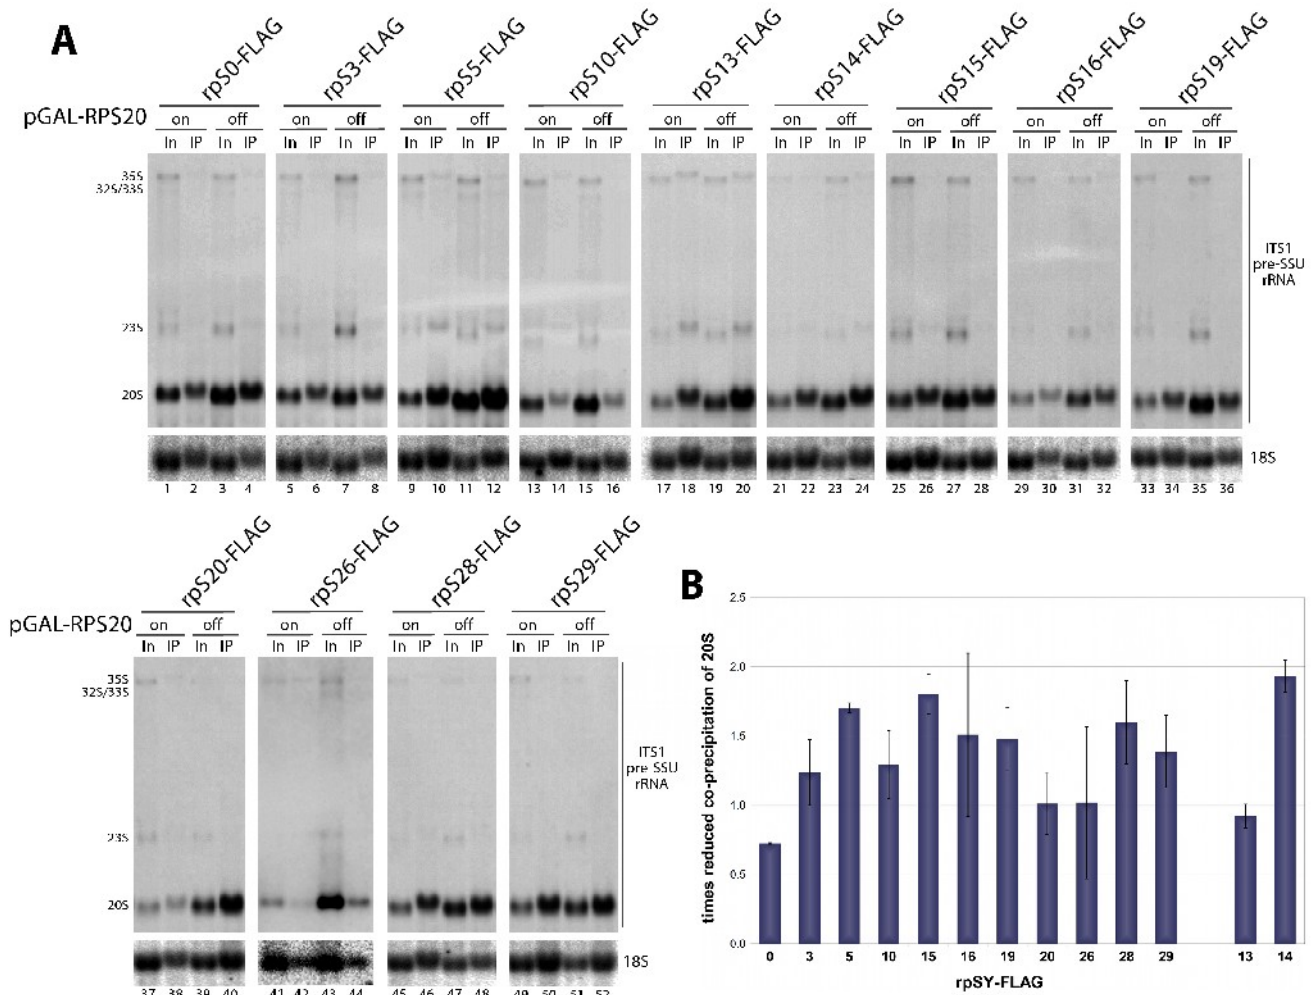 A
rpS0-FLAG rpS3-FLAG rpS5-FLAG rpS10-FLAG rpS13-FLAG rpS14-FLAG rpS15-FLAG rpS16-FLAG rpS19-FLAG
pGAL-RPS20 on off on off on off on off on off on off on off on off on off
In IP In IP In IP In IP In IP In IP In IP In IP In IP In IP In IP In IP In IP In IP In IP In IP In IP In IP
35S
32S/33S
ITS1
pre-SSU
rRNA
23S
20S
18S
1 2 3 4 5 6 7 8 9 10 11 12 13 14 15 16 17 18 19 20 21 22 23 24 25 26 27 28 29 30 31 32 33 34 35 36
rpS20-FLAG rpS26-FLAG rpS28-FLAG rpS29-FLAG
pGAL-RPS20 on off on off on off on off
In IP In IP In IP In IP In IP In IP In IP In IP
35S
32S/33S
ITS1
pre SSU
rRNA
23S
20S
18S
37 38 39 40 41 42 43 44 45 46 47 48 49 50 51 52
B
times reduced co-precipitation of 20S
2.5
2.0
1.5
1.0
0.5
0.0
0 3 5 10 15 16 19 20 26 28 29 13 14
rpSY-FLAG